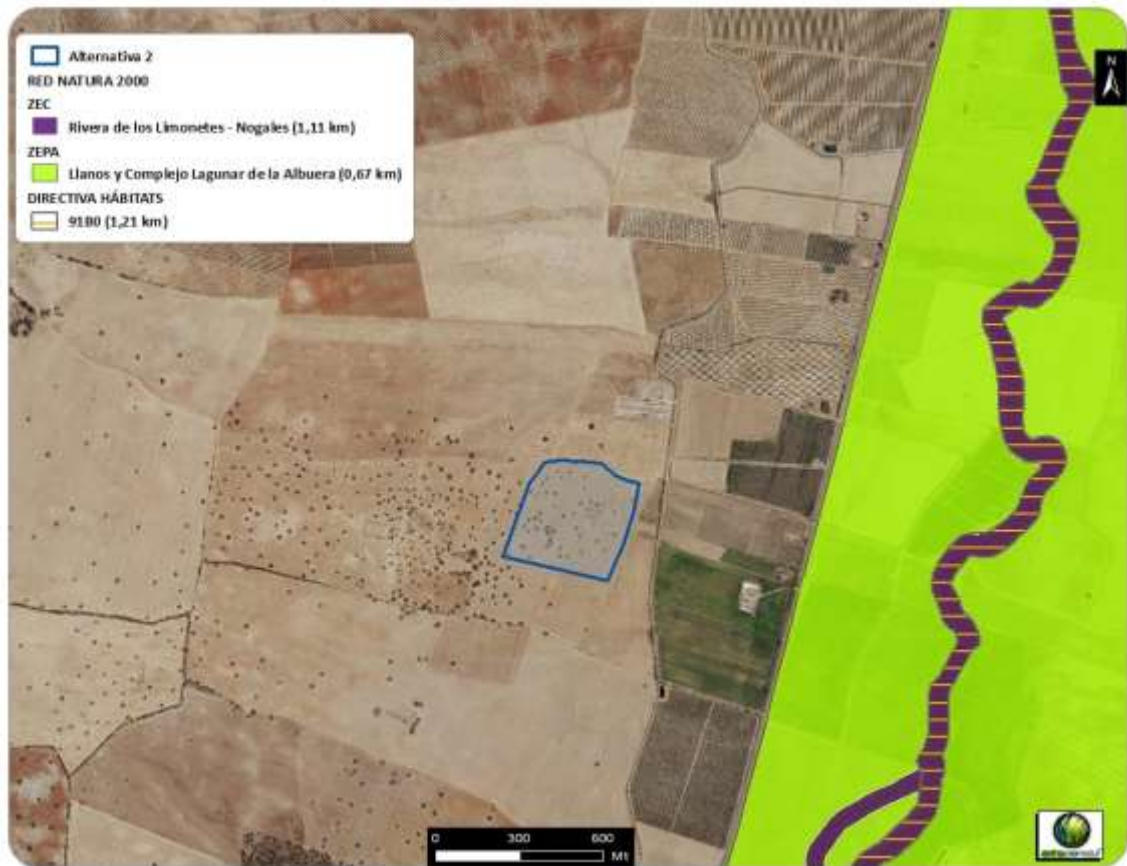 Alternativa 2
RED NATURA 2000
ZEC
Rivera de los Limonetes - Nogales (1,11 km)
ZEPA
Llanos y Complejo Lagunar de la Albuera (0,67 km)
DIRECTIVA HÁBITATS
91B0 (1,21 km)
N
0 300 600
Mt